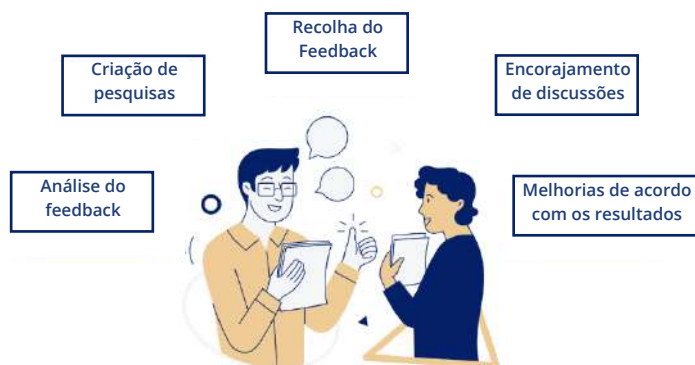 Recolha do
Feedback
Criação de
pesquisas
Encorajamento
de discussões
Análise do
feedback
Melhorias de acordo
com os resultados